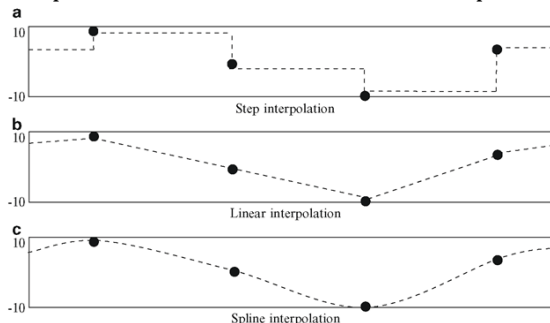 a
10
-10
Step interpolation
b
10
-10
Linear interpolation
c
10
-10
Spline interpolation